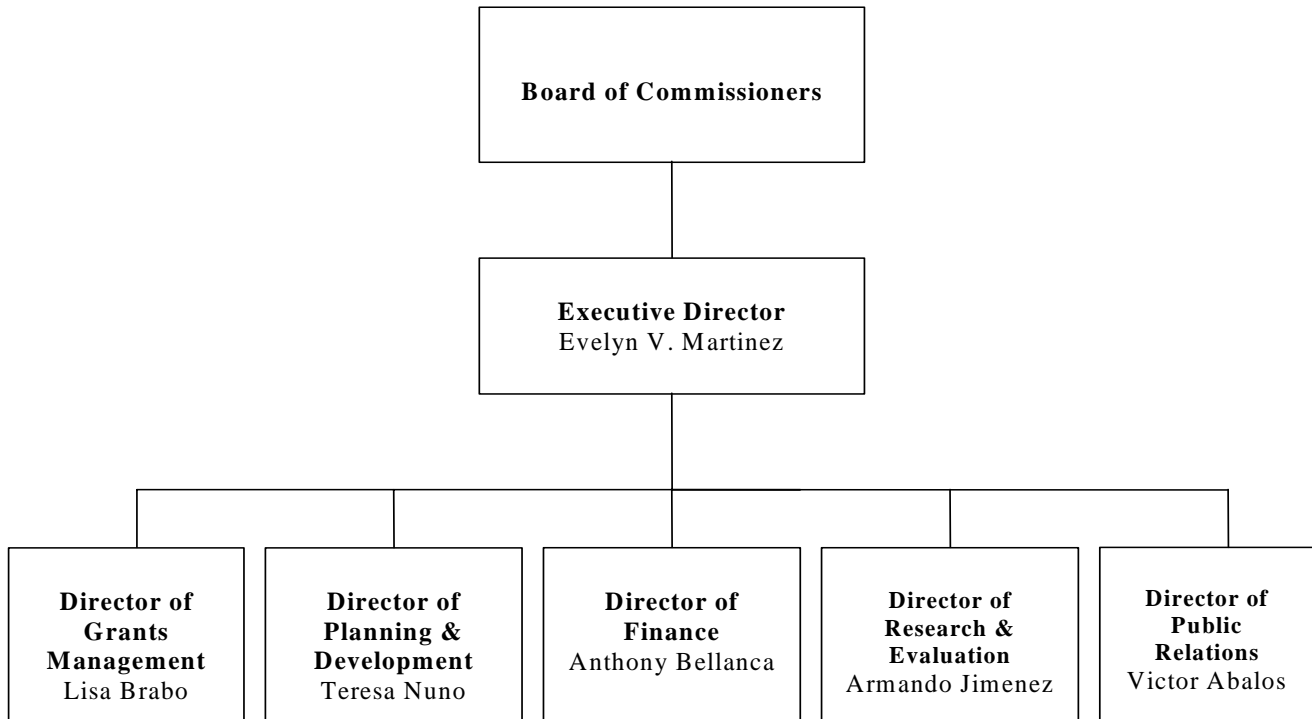 Board of Commissioners
Executive Director
Evelyn V. Martinez
Director of
Grants
Management
Lisa Brabo
Director of
Planning &
Development
Teresa Nuno
Director of
Finance
Anthony Bellanca
Director of
Research &
Evaluation
Armando Jimenez
Director of
Public
Relations
Victor Abalos